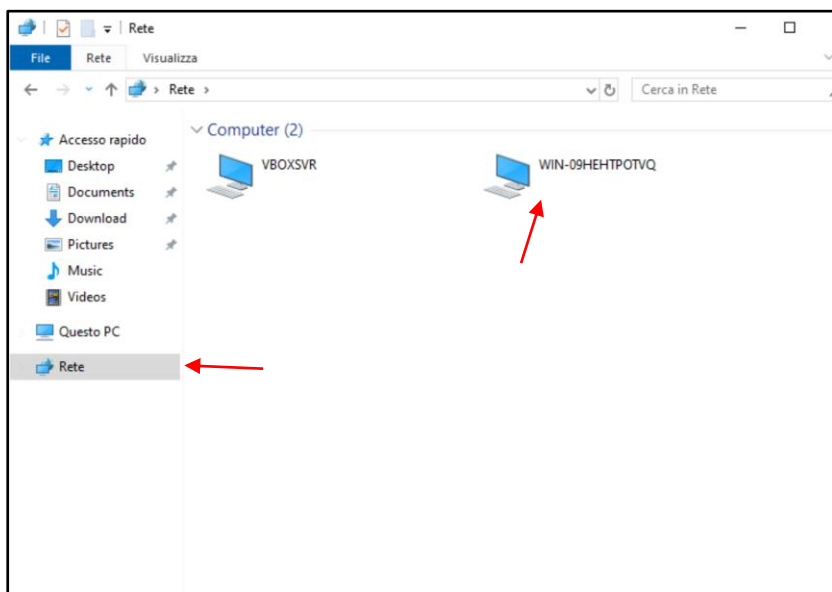 Rete
File Rete Visualizza
Rete
Cerca in Rete
Accesso rapido
Desktop
Documents
Download
Pictures
Music
Videos
Questo PC
Rete
Computer (2)
VBOXSVR
WIN-09HEHTPOTVQ